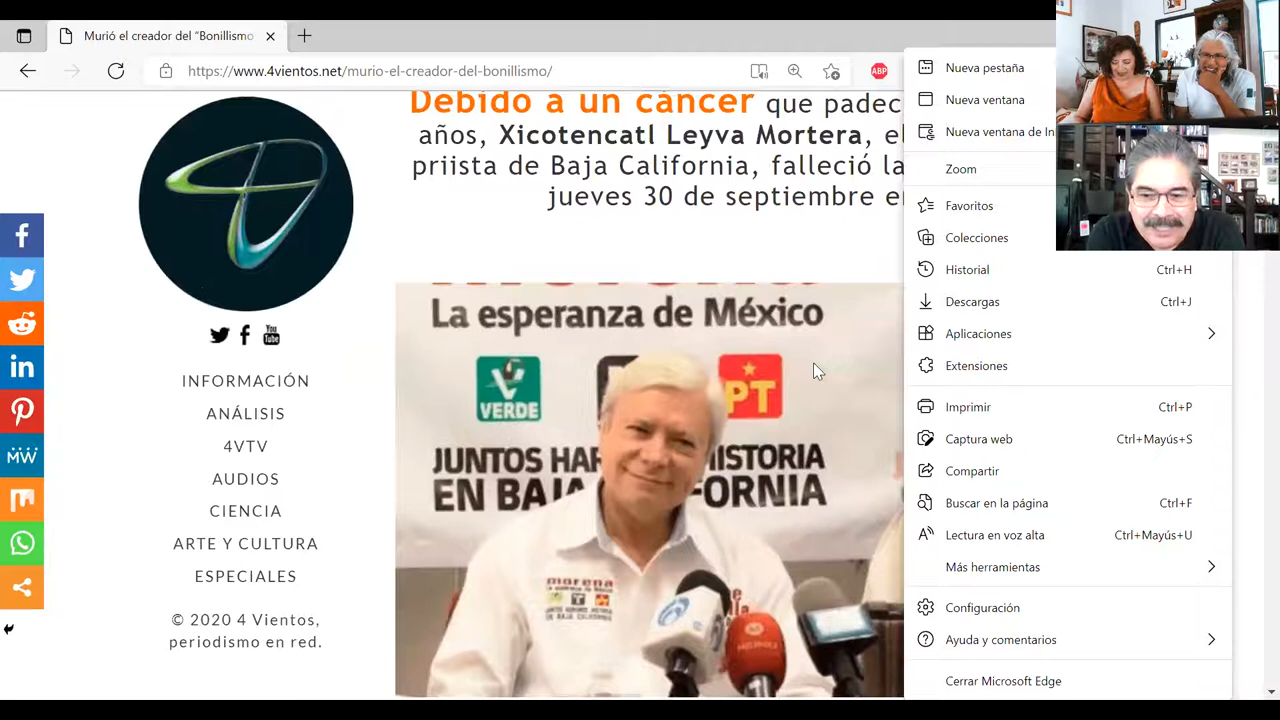 Murió el creador del "Bonillismo
https://www.4vientos.net/murio-el-creador-del-bonillismo/
ABP
Debido a un cáncer que padec
años, Xicotencatl Leyva Mortera, e
priista de Baja California, falleció la
jueves 30 de septiembre e
You
Tube
INFORMACIÓN
ANÁLISIS
4VTV
AUDIOS
CIENCIA
ARTE Y CULTURA
ESPECIALES
© 2020 4 Vientos,
periodismo en red.
La esperanza de México
VERDE
PT
JUNTOS HAR HISTORIA
EN BAJA CALIFORNIA
morena
Nueva pestaña
Nueva ventana
Nueva ventana de In
Zoom
Favoritos
Colecciones
Historial Ctrl+H
Descargas Ctrl+J
Aplicaciones
Extensiones
Imprimir Ctrl+P
Captura web Ctrl+Mayús+S
Compartir
Buscar en la página Ctrl+F
Lectura en voz alta Ctrl+Mayús+U
Más herramientas
Configuración
Ayuda y comentarios
Cerrar Microsoft Edge